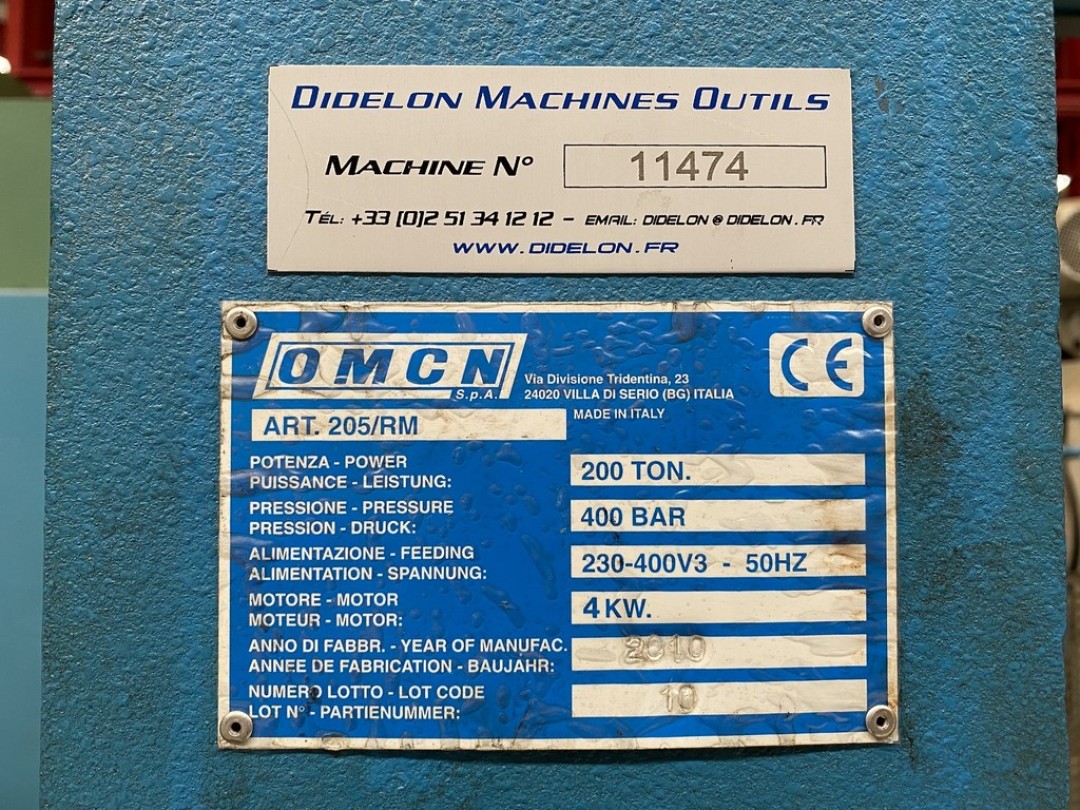 DIDELON MACHINES OUTILS
MACHINE N° 11474
TÉL: +33 (0)2 51 34 12 12 - EMAIL: DIDELON @ DIDELON.FR
WWW.DIDELON.FR
OMCN S.p.A.
Via Divisione Tridentina, 23
24020 VILLA DI SERIO (BG) ITALIA
MADE IN ITALY
CE
ART. 205/RM
POTENZA - POWER
PUISSANCE - LEISTUNG: 200 TON.
PRESSIONE - PRESSURE
PRESSION - DRUCK: 400 BAR
ALIMENTAZIONE - FEEDING
ALIMENTATION - SPANNUNG: 230-400V3 - 50HZ
MOTORE - MOTOR
MOTEUR - MOTOR: 4 KW.
ANNO DI FABBR. - YEAR OF MANUFAC.
ANNEE DE FABRICATION - BAUJAHR: 2010
NUMERO LOTTO - LOT CODE
LOT N° - PARTIENUMMER: 10